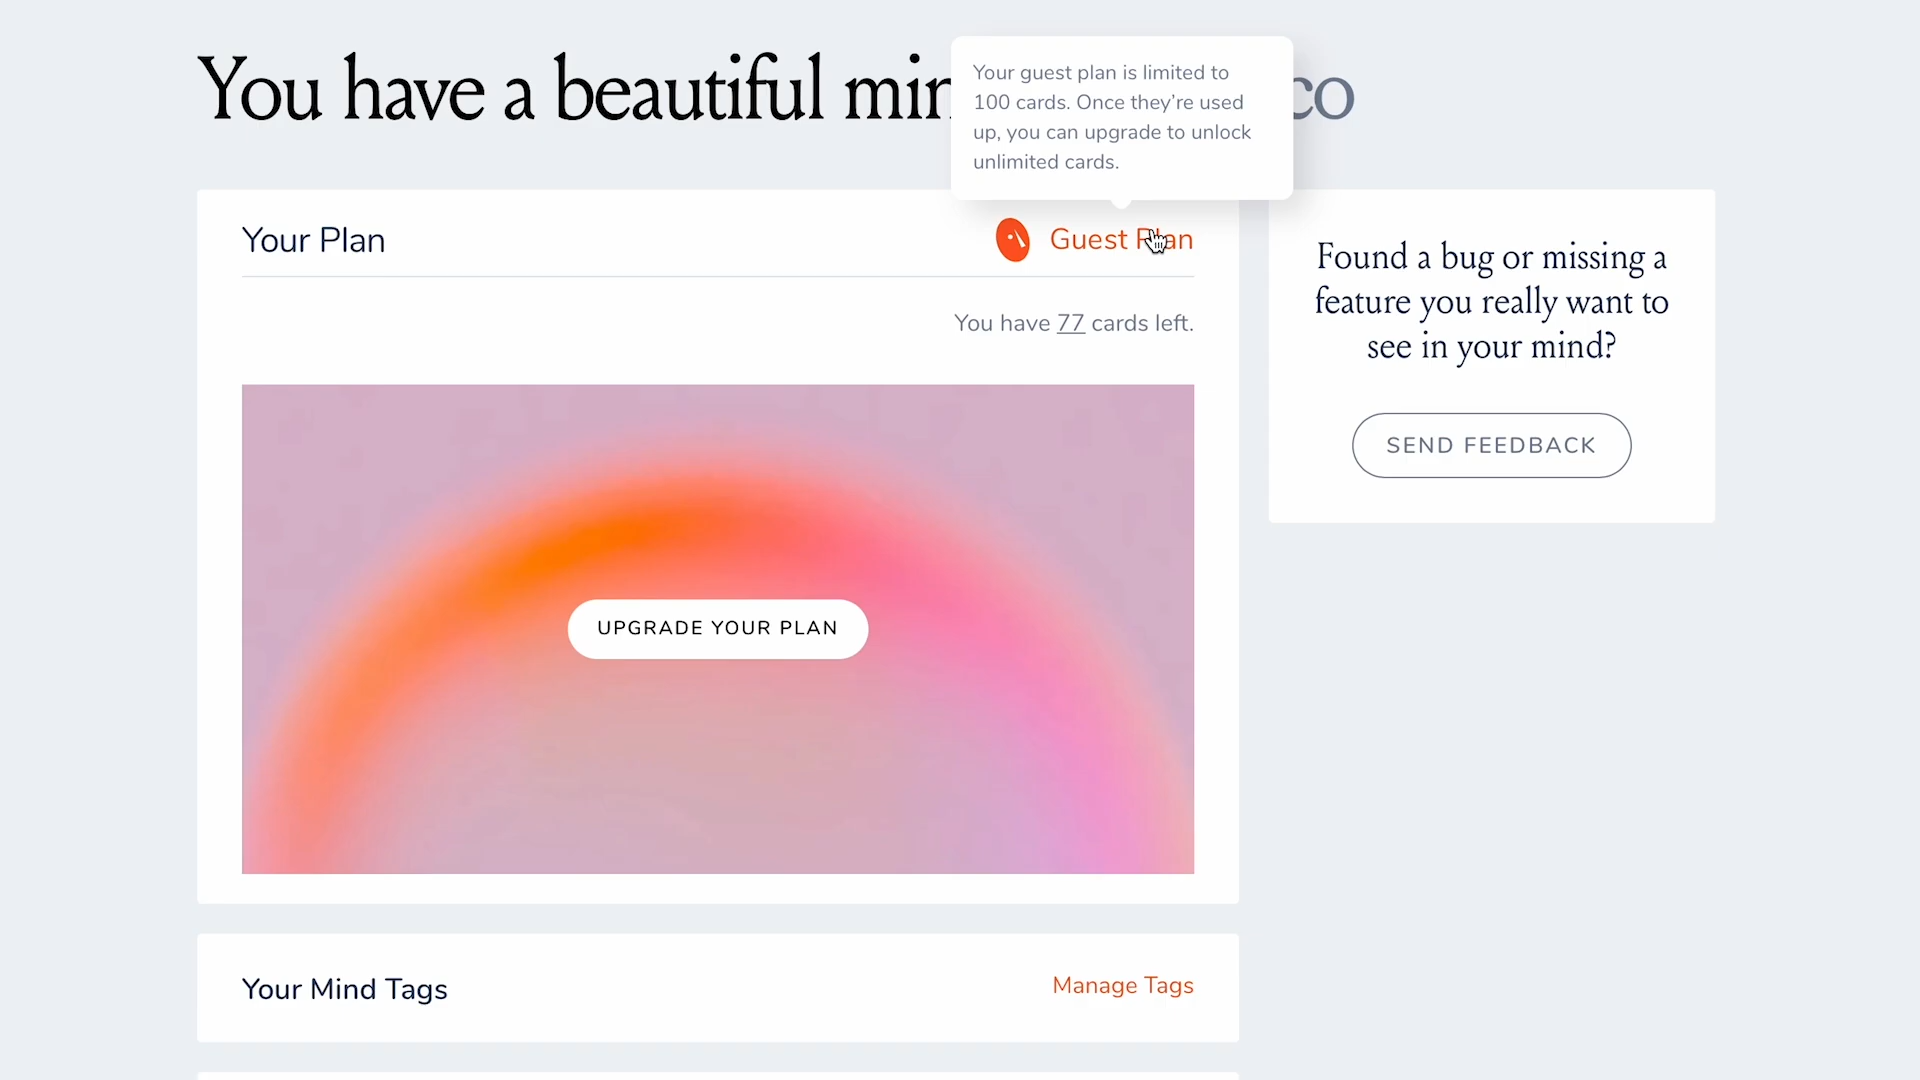 You have a beautiful
Your guest plan is limited to
100 cards. Once they’re used
up, you can upgrade to unlock
unlimited cards.
Your Plan
Guest Plan
You have 77 cards left.
UPGRADE YOUR PLAN
Found a bug or missing a
feature you really want to
see in your mind?
SEND FEEDBACK
Your Mind Tags
Manage Tags